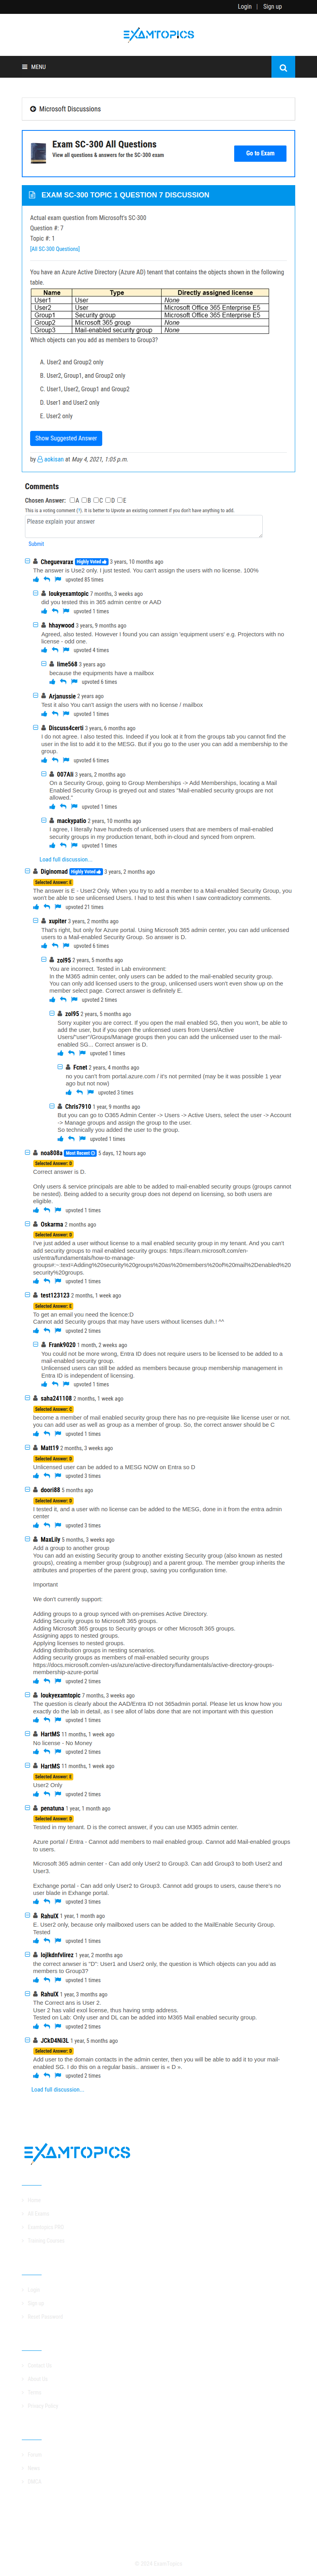 Login | Sign up
EXAMTOPICS
MENU
Microsoft Discussions
Exam SC-300 All Questions
View all questions & answers for the SC-300 exam
Go to Exam
EXAM SC-300 TOPIC 1 QUESTION 7 DISCUSSION
Actual exam question from Microsoft's SC-300
Question #: 7
Topic #: 1
[All SC-300 Questions]
You have an Azure Active Directory (Azure AD) tenant that contains the objects shown in the following
table.
Name Type Directly assigned license
User1 User None
User2 User Microsoft Office 365 Enterprise E5
Group1 Security group Microsoft Office 365 Enterprise E5
Group2 Microsoft 365 group None
Group3 Mail-enabled security group None
Which objects can you add as members to Group3?
A. User2 and Group2 only
B. User2, Group1, and Group2 only
C. User1, User2, Group1 and Group2
D. User1 and User2 only
E. User2 only
Show Suggested Answer
by aokisan at May 4, 2021, 1:05 p.m.
Comments
Chosen Answer: A B C D E
This is a voting comment (?). It is better to Upvote an existing comment if you don't have anything to add.
Please explain your answer
Submit
Cheguevarax Highly Voted 3 years, 10 months ago
The answer is Use2 only. I just tested. You can't assign the users with no license. 100%
upvoted 85 times
loukyexamtopic 7 months, 3 weeks ago
did you tested this in 365 admin centre or AAD
upvoted 1 times
hhaywood 3 years, 9 months ago
Agreed, also tested. However I found you can assign 'equipment users' e.g. Projectors with no
license - odd one.
upvoted 4 times
lime568 3 years ago
because the equipments have a mailbox
upvoted 6 times
Arjanussie 2 years ago
Test it also You can't assign the users with no license / mailbox
upvoted 1 times
Discuss4certi 3 years, 6 months ago
I do not agree. I also tested this. Indeed if you look at it from the groups tab you cannot find the
user in the list to add it to the MESG. But if you go to the user you can add a membership to the
group.
upvoted 6 times
007Ali 3 years, 2 months ago
On a Security Group, going to Group Memberships -> Add Memberships, locating a Mail
Enabled Security Group is greyed out and states "Mail-enabled security groups are not
allowed."
upvoted 1 times
mackypatio 2 years, 10 months ago
I agree, I literally have hundreds of unlicensed users that are members of mail-enabled
security groups in my production tenant, both in-cloud and synced from onprem.
upvoted 1 times
Load full discussion...
Diginomad Highly Voted 3 years, 2 months ago
Selected Answer: E
The answer is E - User2 Only. When you try to add a member to a Mail-enabled Security Group, you
won't be able to see unlicensed Users. I had to test this when I saw contradictory comments.
upvoted 21 times
xupiter 3 years, 2 months ago
That's right, but only for Azure portal. Using Microsoft 365 admin center, you can add unlicensed
users to a Mail-enabled Security Group. So answer is D.
upvoted 6 times
zol95 2 years, 5 months ago
You are incorrect. Tested in Lab environment:
In the M365 admin center, only users can be added to the mail-enabled security group.
You can only add licensed users to the group, unlicensed users won't even show up on the
member select page. Correct answer is definitely E.
upvoted 2 times
zol95 2 years, 5 months ago
Sorry xupiter you are correct. If you open the mail enabled SG, then you won't, be able to
add the user, but if you open the unlicensed users from Users/Active
Users/"user"/Groups/Manage groups then you can add the unlicensed user to the mail-
enabled SG... Correct answer is D.
upvoted 1 times
Fcnet 2 years, 4 months ago
no you can't from portal.azure.com / it's not permited (may be it was possible 1 year
ago but not now)
upvoted 3 times
Chris7910 1 year, 9 months ago
But you can go to O365 Admin Center -> Users -> Active users, select the user -> Account
-> Manage groups and assign the group.
So technically you added the user to the group.
upvoted 1 times
noa808a Most Recent 5 days, 12 hours ago
Selected Answer: D
Correct answer is D.
Only users & service principals are able to be added to mail-enabled security groups (groups cannot
be nested). Being added to a security group does not depend on licensing, so both users are
eligible.
upvoted 1 times
Oskarma 2 months ago
Selected Answer: D
I've just added a user without license to a mail-enabled security group in my tenant. And you can't
add security groups to mail enabled security groups: https://learn.microsoft.com/en-
us/entra/fundamentals/how-to-manage-
groups#:~:text=Adding%20security%20groups%20as%20members%20of%20mail%2Denabled%20
security%20groups.
upvoted 1 times
test123123 2 months, 1 week ago
Selected Answer: E
To get an email you need the licence:D
Cannot add Security groups that may have users without licenses duh.! ^^
upvoted 2 times
Frank9020 1 month, 2 weeks ago
You could not be more wrong, Entra ID does not require users to be licensed to be added to a
mail-enabled security group.
Unlicensed users can still be added as members because group membership management in
Entra ID is independent of licensing.
upvoted 1 times
saha241108 2 months, 1 week ago
Selected Answer: C
become a member of mail enabled security group there has no pre-requisite like license user or not.
you can add user as well as group as a member of group. So, the correct answer should be C
upvoted 1 times
Matt19 2 months, 3 weeks ago
Selected Answer: D
Unlicensed user can be added to a MESG NOW on Entra so D
upvoted 3 times
doori88 5 months ago
Selected Answer: D
I tested it, and a user with no license can be added to the MESG, done in it from the entra admin
center
upvoted 3 times
MaxLily 5 months, 3 weeks ago
Add a group to another group
You can add an existing Security group to another existing Security group (also known as nested
groups), creating a member group (subgroup) and a parent group. The member group inherits the
attributes and properties of the parent group, saving you configuration time.
Important
We don't currently support:
Adding groups to a group synced with on-premises Active Directory.
Adding Security groups to Microsoft 365 groups.
Adding Microsoft 365 groups to Security groups or other Microsoft 365 groups.
Assigning apps to nested groups.
Applying licenses to nested groups.
Adding distribution groups in nesting scenarios.
Adding security groups as members of mail-enabled security groups
https://docs.microsoft.com/en-us/azure/active-directory/fundamentals/active-directory-groups-
membership-azure-portal
upvoted 2 times
loukyexamtopic 7 months, 3 weeks ago
The question is clearly about the AAD/Entra ID not 365admin portal. Please let us know how you
exactly do the lab in detail, as i see allot of labs done that are not important with this question
upvoted 1 times
HartMS 11 months, 1 week ago
No license - No Money
upvoted 2 times
HartMS 11 months, 1 week ago
Selected Answer: E
User2 Only
upvoted 2 times
penatuna 1 year, 1 month ago
Selected Answer: D
Tested in my tenant. D is the correct answer, if you can use M365 admin center.
Azure portal / Entra - Cannot add members to mail enabled group. Cannot add Mail-enabled groups
to users.
Microsoft 365 admin center - Can add only User2 to Group3. Can add Group3 to both User2 and
User3.
Exchange portal - Can add only User2 to Group3. Cannot add groups to users, cause there's no
user blade in Exhange portal.
upvoted 3 times
RahulX 1 year, 1 month ago
E. User2 only, because only mailboxed users can be added to the MailEnable Security Group.
Tested
upvoted 1 times
lojlkdnfvlirez 1 year, 2 months ago
the correct answer is "D": User1 and User2 only, the question is Which objects can you add as
members to Group3?
upvoted 1 times
RahulX 1 year, 3 months ago
The Correct ans is User 2.
User 2 has valid exol license, thus having smtp address.
Tested on Lab: Only user and DL can be added into M365 Mail enabled security group.
upvoted 2 times
JCkD4Ni3L 1 year, 5 months ago
Selected Answer: D
Add user to the domain contacts in the admin center, then you will be able to add it to your mail-
enabled SG. I do this on a regular basis.. answer is « D ».
upvoted 2 times
Load full discussion...
EXAMTOPICS
Home
All Exams
Training Courses
Login
Sign up
Reset Password
Contact Us
About Us
Terms
Privacy Policy
Forum
News
DMCA